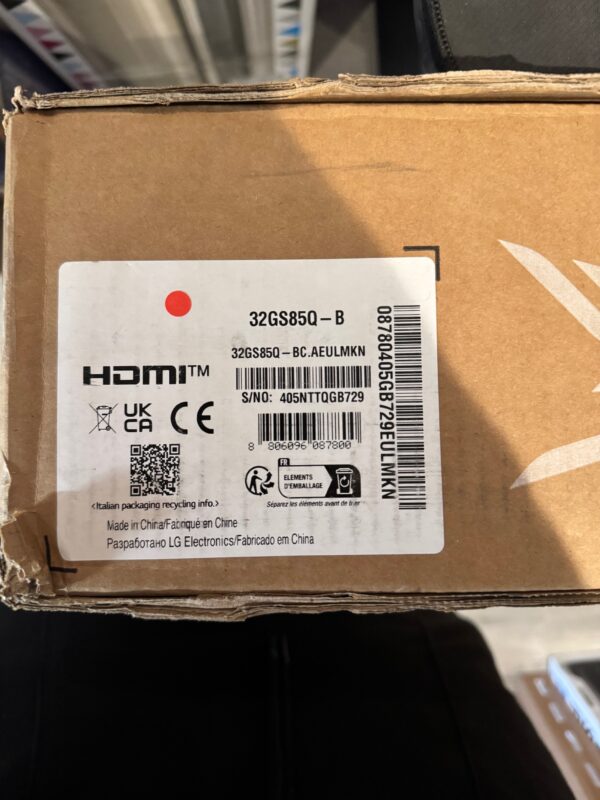 32GS85Q-B
32GS85Q-BC.AEULMKN
HDMI™
S/NO: 405NTTQGB729
UK
CA
CE
8 806096 087800
FR
ELEMENTS
D'EMBALLAGE
Séparez les éléments avant de trier
<Italian packaging recycling info.>
Made in China/Fabriqué en Chine
Разработано LG Electronics/Fabricado em China
08780405GB729EULMKN